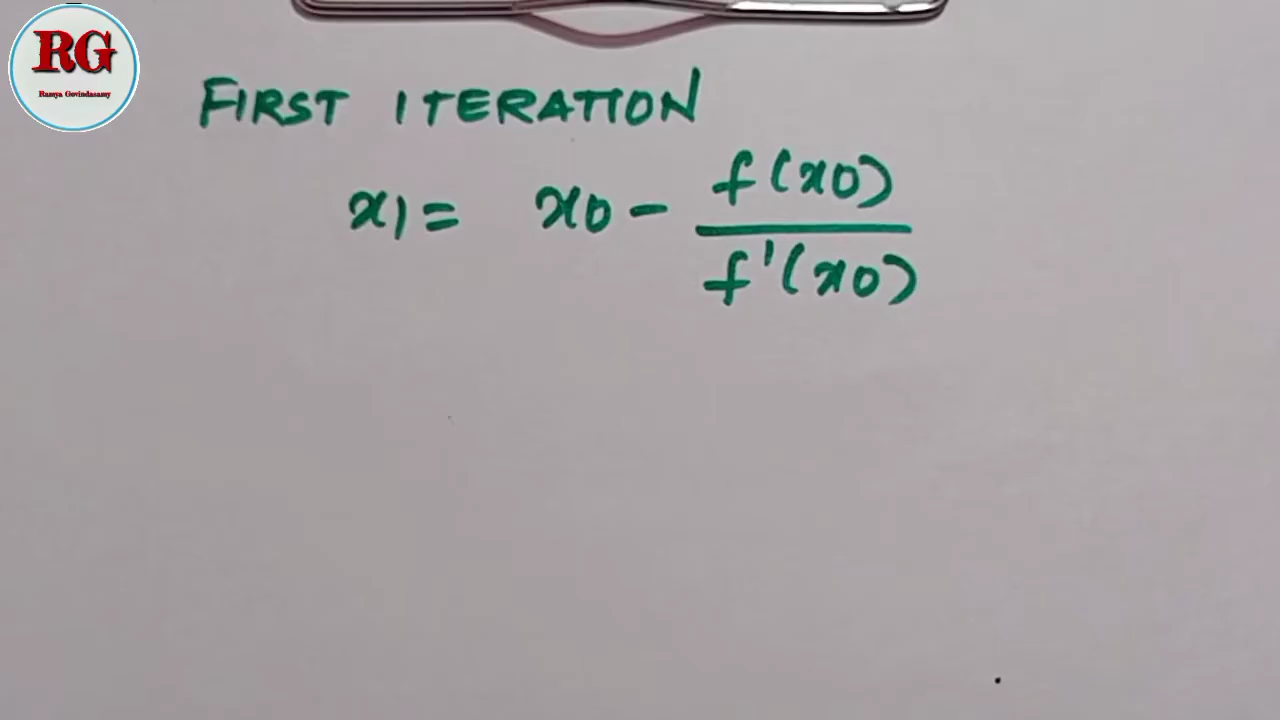 RG
Ramya Govindasamy
FIRST ITERATION
x1 = x0 - f(x0)
f'(x0)